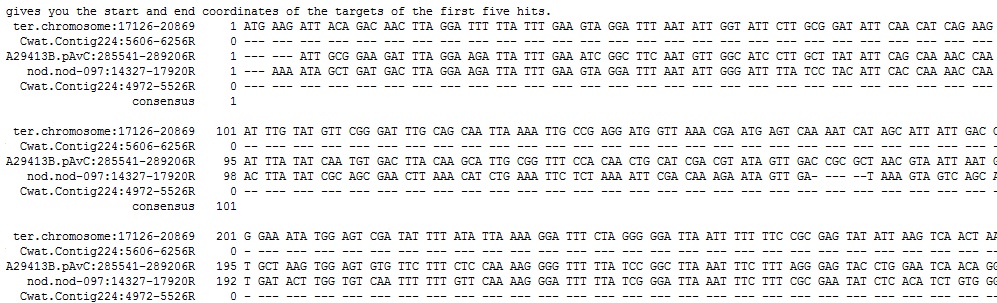 gives you the start and end coordinates of the targets of the first five hits.
ter.chromosome:17126-20869 1 ATG AAG ATT ACA GAC AAC TTA GGA TTT TTA TTT GAA GTA GGA TTT AAT ATT GGT ATT CTT GCG GAT ATT CAA CAT CAG AAG
Cwat.Contig224:5606-6256R 0 --- --- --- --- --- --- --- --- --- --- --- --- --- --- --- --- --- --- --- --- --- --- --- --- --- --- ---
A29413B.pAvC:285541-289206R 1 --- --- ATT GCG GAA GAT TTA GGA AGA TTA TTT GAA ATC GGC TTC AAT GTT GGC ATC CTT GCT TAT ATT CAG CAA ACC CAA
nod.nod-097:14327-17920R 1 --- AAA ATA GCT GAT GAC TTA GGA AGA TTA TTT GAA GTA GGA TTT AAT ATT GGG ATT TTA TCC TAC ATT CAC CAA ACC CAA
Cwat.Contig224:4972-5526R 0 --- --- --- --- --- --- --- --- --- --- --- --- --- --- --- --- --- --- --- --- --- --- --- --- --- --- ---
consensus 1
ter.chromosome:17126-20869 101 AT TTG TAT GTT CGG GAT TTG CAG CAA TTA AAA TTG CCG AGG ATG GTT AAA CGA ATG AGT CAA AAT CAT AGC ATT ATT GAC G
Cwat.Contig224:5606-6256R 0 -- --- --- --- --- --- --- --- --- --- --- --- --- --- --- --- --- --- --- --- --- --- --- --- --- --- --- -
A29413B.pAvC:285541-289206R 95 AT TTA TAT CAA TGT GAC TTA CAA GCA TTG CGG TTT CCA CAA CTG CAT CGA CGT ATA GTT GAC CGC GCT AAC GTA ATT AAT G
nod.nod-097:14327-17920R 98 AC TTA TAT CGC AGC GAA CTT AAA CAT CTG AAA TTC TCT AAA ATT CGA CAA AGA ATA GTT GA- --- --T AAA GTA GTC AGC A
Cwat.Contig224:4972-5526R 0 -- --- --- --- --- --- --- --- --- --- --- --- --- --- --- --- --- --- --- --- --- --- --- --- --- --- --- -
consensus 101
ter.chromosome:17126-20869 201 G GAA ATA TGG AGT CGA TAT TTT ATA TTA AAA GGA TTT CTA GGG GGA TTA ATT TTT TTC CGC GAG TAT ATT AAG TCA ACT AA
Cwat.Contig224:5606-6256R 0 - --- --- --- --- --- --- --- --- --- --- --- --- --- --- --- --- --- --- --- --- --- --- --- --- --- --- --
A29413B.pAvC:285541-289206R 195 T GCT AAG TGG AGT GTG TTC TTT CTC CAA AAG GGG TTT TTA TCC GGC TTA ATT TTC TTT AGG GAG TAC CTG GAA TCA ACA GG
nod.nod-097:14327-17920R 192 T GAT ACT TGG TGT CAA TTT TTT GTT CAA AGG GGA TTT TTA TCG GGA TTA ATT TTC TTT CGC GAA TAT CTC ACA TCT GTG GG
Cwat.Contig224:4972-5526R 0 - --- --- --- --- --- --- --- --- --- --- --- --- --- --- --- --- --- --- --- --- --- --- --- --- --- --- --